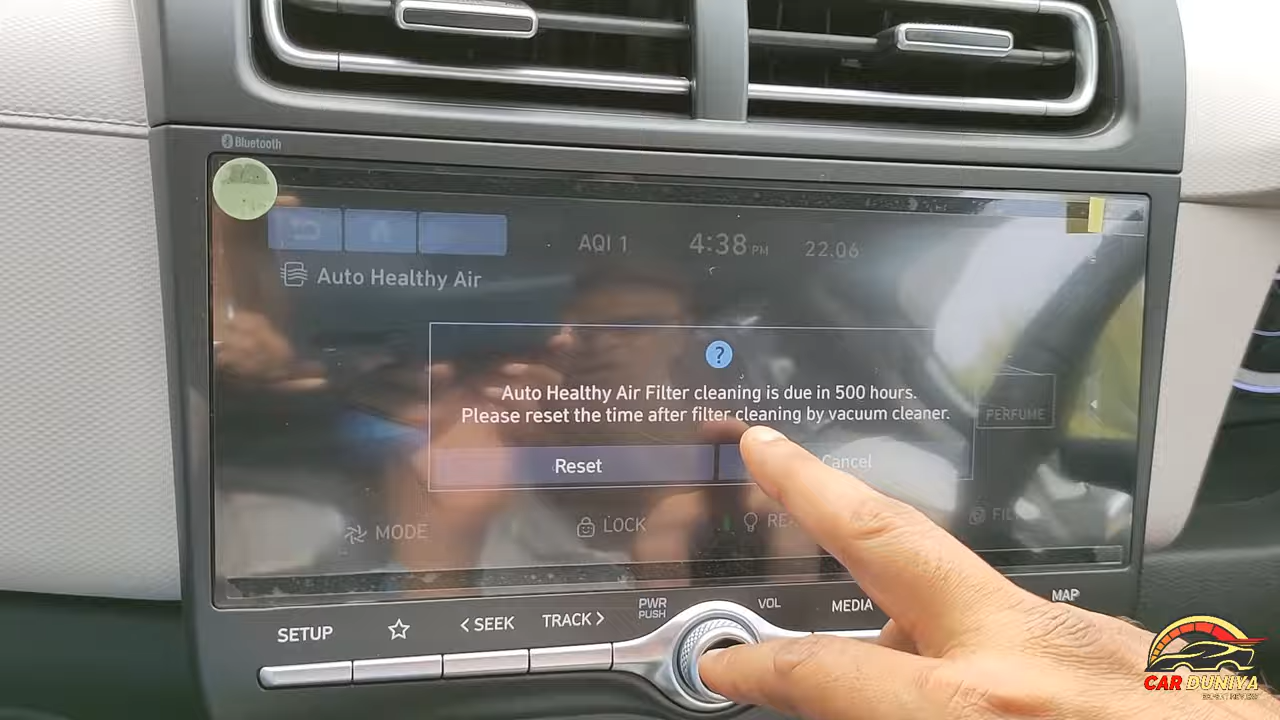 Bluetooth
AQI 1 4:38 PM 22.06
Auto Healthy Air
?
Auto Healthy Air Filter cleaning is due in 500 hours.
Please reset the time after filter cleaning by vacuum cleaner.
PERFUME
Reset Cancel
MODE LOCK
SETUP < SEEK TRACK > PWR PUSH VOL MEDIA MAP
CAR DUNIYA